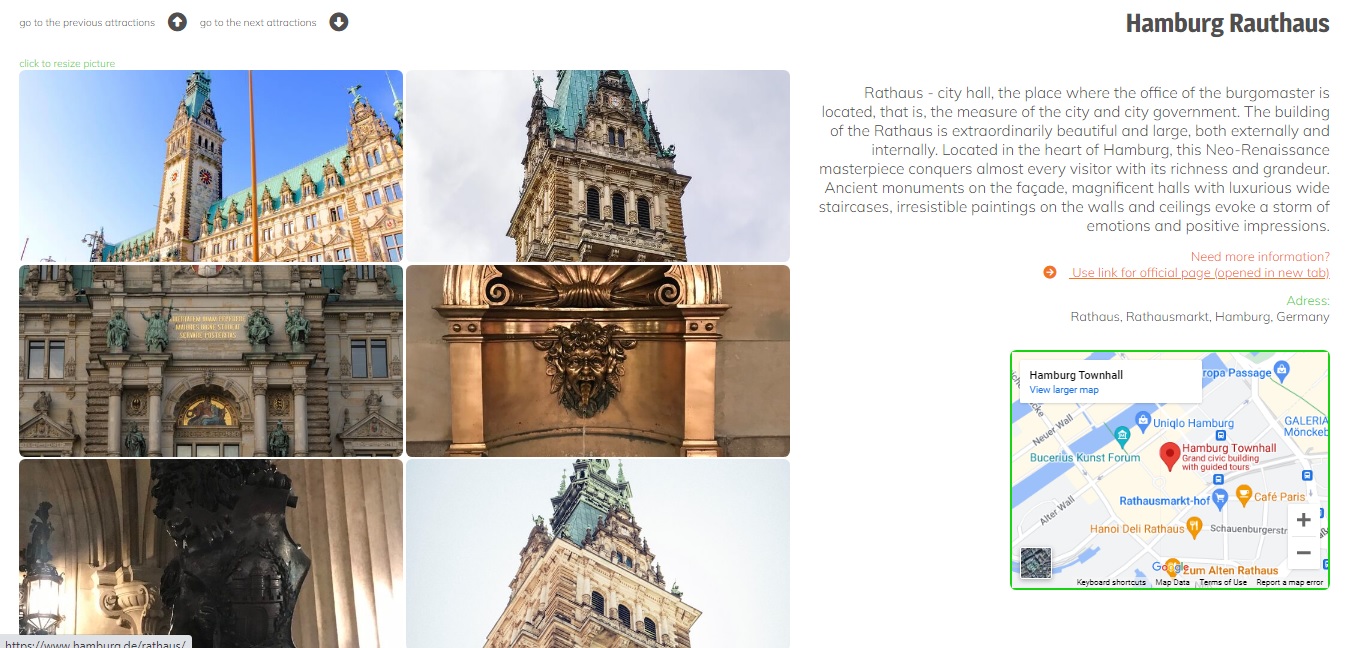 go to the previous attractions
go to the next attractions
Hamburg Rauthaus
click to resize picture
Rathaus - city hall, the place where the office of the burgomaster is
located, that is, the measure of the city and city government. The building
of the Rathaus is extraordinarily beautiful and large, both externally and
internally. Located in the heart of Hamburg, this Neo-Renaissance
masterpiece conquers almost every visitor with its richness and grandeur.
Ancient monuments on the façade, magnificent halls with luxurious wide
staircases, irresistible paintings on the walls and ceilings evoke a storm of
emotions and positive impressions.
Need more information?
Use link for official page (opened in new tab)
Adress:
Rathaus, Rathausmarkt, Hamburg, Germany
Hamburg Townhall
View larger map
ropa Passage
Neuer Wall
Uniqlo Hamburg
GALERIA
Mönckeb
Bucerius Kunst Forum
Hamburg Townhall
Grand civic building
with guided tours
Alter Wall
Rathausmarkt-hof
Café Paris
Hanoi Deli Rathaus
Schauenburgerstr
Google
Zum Alten Rathaus
Keyboard shortcuts
Map Data
Terms of Use
Report a map error
https://www.hamburg.de/rathaus/